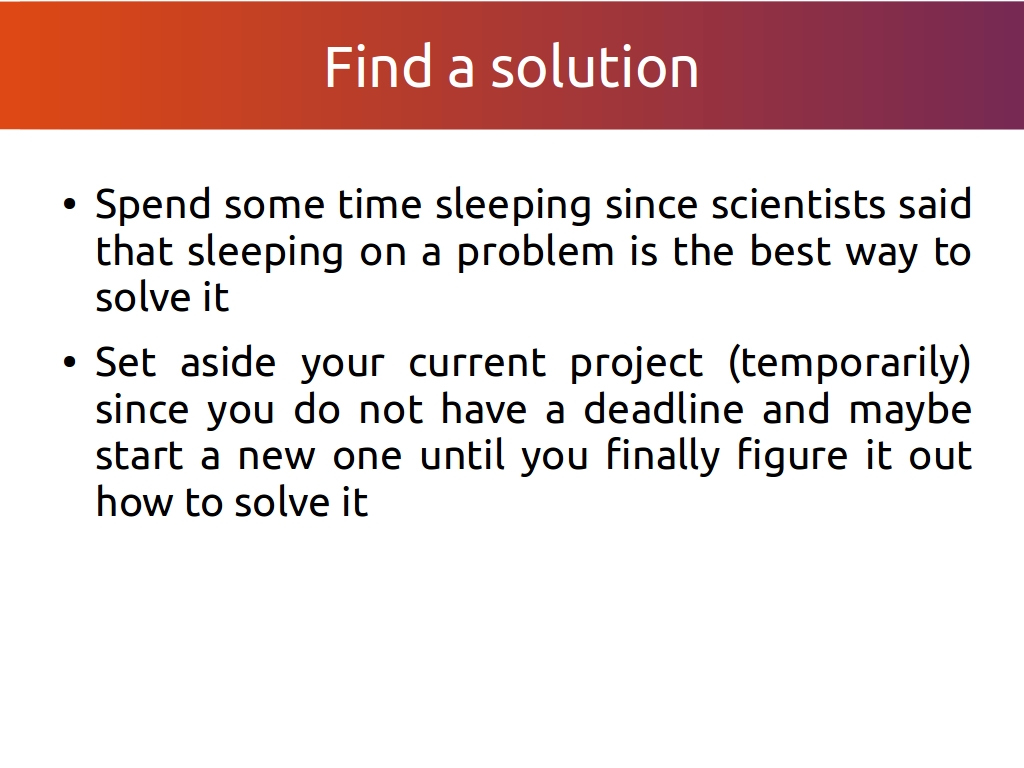 Find a solution
• Spend some time sleeping since scientists said
that sleeping on a problem is the best way to
solve it
• Set aside your current project (temporarily)
since you do not have a deadline and maybe
start a new one until you finally figure it out
how to solve it